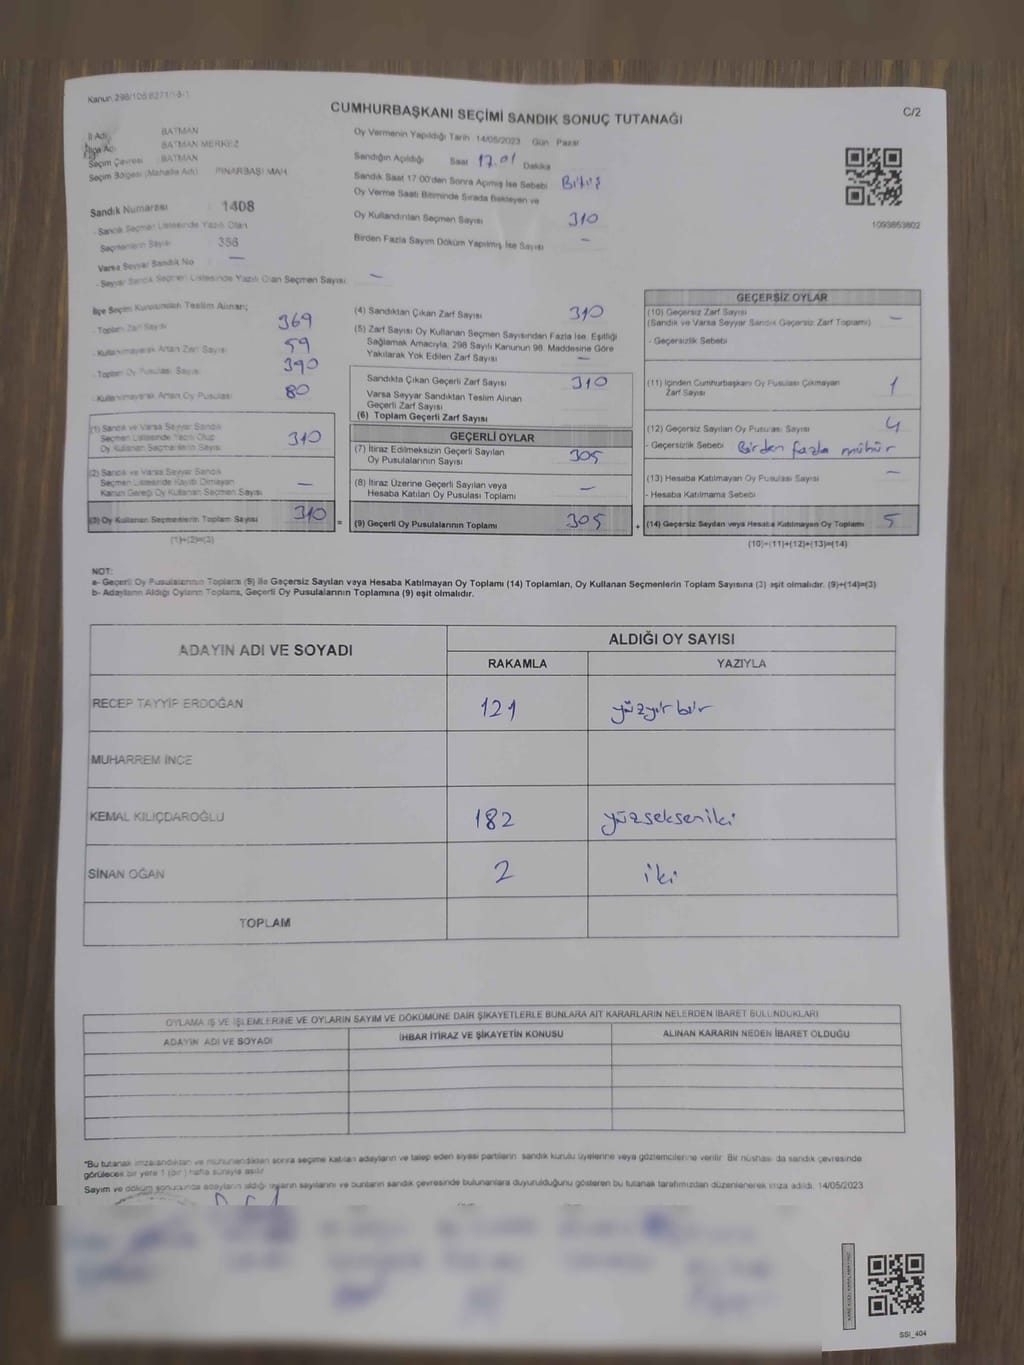 Kanun: 298/105 6271/18/1
CUMHURBAŞKANI SEÇİMİ SANDIK SONUÇ TUTANAĞI
C/2
İl Adı BATMAN
İlçe Adı BATMAN MERKEZ
Seçim Çevresi BATMAN
Seçim Bölgesi (Mahalle Adı) PINARBAŞI MAH.
Sandık Numarası 1408
- Sandık Seçmen Listesinde Yazılı Olan
Seçmenlerin Sayısı 356
Varsa Seyyar Sandık No —
- Seyyar Sandık Seçmen Listesinde Yazılı Olan Seçmen Sayısı —
Oy Vermenin Yapıldığı Tarih 14/05/2023 Gün Pazar
Sandığın Açıldığı Saat 17.01 Dakika
Sandık Saat 17:00'den Sonra Açılmış İse Sebebi Bitiş
Oy Verme Saati Bitiminde Sırada Bekleyen ve
Oy Kullandırılan Seçmen Sayısı 310
Birden Fazla Sayım Döküm Yapılmış İse Sayısı —
1093853802
İlçe Seçim Kurulundan Teslim Alınan;
- Toplam Zarf Sayısı 369
- Kullanılmayarak Artan Zarf Sayısı 59
- Toplam Oy Pusulası Sayısı 390
- Kullanılmayarak Artan Oy Pusulası 80
(1) Sandık ve Varsa Seyyar Sandık
Seçmen Listesinde Yazılı Olup
Oy Kullanan Seçmenlerin Sayısı 310
(2) Sandık ve Varsa Seyyar Sandık
Seçmen Listesinde Kayıtlı Olmayan
Kanun Gereği Oy Kullanan Seçmen Sayısı —
(3) Oy Kullanan Seçmenlerin Toplam Sayısı 310 =
(1)+(2)=(3)
(4) Sandıktan Çıkan Zarf Sayısı 310
(5) Zarf Sayısı Oy Kullanan Seçmen Sayısından Fazla İse, Eşitliği
Sağlamak Amacıyla, 298 Sayılı Kanunun 98. Maddesine Göre
Yakılarak Yok Edilen Zarf Sayısı —
Sandıkta Çıkan Geçerli Zarf Sayısı 310
Varsa Seyyar Sandıktan Teslim Alınan
Geçerli Zarf Sayısı
(6) Toplam Geçerli Zarf Sayısı
GEÇERLİ OYLAR
(7) İtiraz Edilmeksizin Geçerli Sayılan
Oy Pusulalarının Sayısı 305
(8) İtiraz Üzerine Geçerli Sayılan veya
Hesaba Katılan Oy Pusulası Toplamı —
(9) Geçerli Oy Pusulalarının Toplamı 305 +
GEÇERSİZ OYLAR
(10) Geçersiz Zarf Sayısı
(Sandık ve Varsa Seyyar Sandık Geçersiz Zarf Toplamı) —
- Geçersizlik Sebebi
(11) İçinden Cumhurbaşkanı Oy Pusulası Çıkmayan
Zarf Sayısı 1
(12) Geçersiz Sayılan Oy Pusulası Sayısı 4
- Geçersizlik Sebebi Birden fazla mühür
(13) Hesaba Katılmayan Oy Pusulası Sayısı —
- Hesaba Katılmama Sebebi
(14) Geçersiz Sayılan veya Hesaba Katılmayan Oy Toplamı 5
(10)+(11)+(12)+(13)=(14)
NOT:
a- Geçerli Oy Pusulalarının Toplamı (9) ile Geçersiz Sayılan veya Hesaba Katılmayan Oy Toplamı (14) Toplamları, Oy Kullanan Seçmenlerin Toplam Sayısına (3) eşit olmalıdır. (9)+(14)=(3)
b- Adayların Aldığı Oyların Toplamı, Geçerli Oy Pusulalarının Toplamına (9) eşit olmalıdır.
ADAYIN ADI VE SOYADI
ALDIĞI OY SAYISI
RAKAMLA YAZIYLA
RECEP TAYYİP ERDOĞAN 121 yüzyirbir
MUHARREM İNCE
KEMAL KILIÇDAROĞLU 182 yüzsekseniki
SİNAN OĞAN 2 iki
TOPLAM
OYLAMA İŞ VE İŞLEMLERİNE VE OYLARIN SAYIM VE DÖKÜMÜNE DAİR ŞİKAYETLERLE BUNLARA AİT KARARLARIN NELERDEN İBARET BULUNDUKLARI
ADAYIN ADI VE SOYADI İHBAR İTİRAZ VE ŞİKAYETİN KONUSU ALINAN KARARIN NEDEN İBARET OLDUĞU
*Bu tutanak imzalandıktan ve mühürlendikten sonra seçime katılan adayların ve talep eden siyasi partilerin sandık kurulu üyelerine veya gözlemcilerine verilir. Bir nüshası da sandık çevresinde
görülecek bir yere 1 (bir) hafta süreyle asılır
Sayım ve döküm sonucunda adayların aldığı oyların sayılarını ve bunların sandık çevresinde bulunanlara duyurulduğunu gösteren bu tutanak tarafımızdan düzenlenerek imza edildi. 14/05/2023
SSI_404